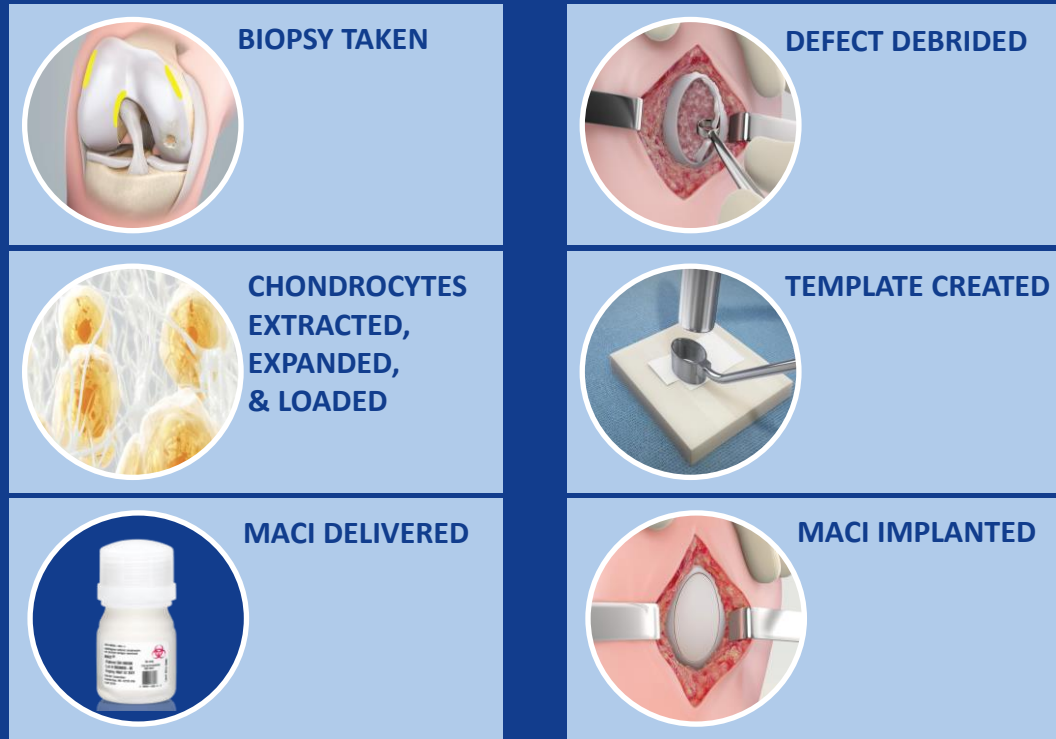 BIOPSY TAKEN
CHONDROCYTES
EXTRACTED,
EXPANDED,
& LOADED
MACI DELIVERED
DEFECT DEBRIDED
TEMPLATE CREATED
MACI IMPLANTED